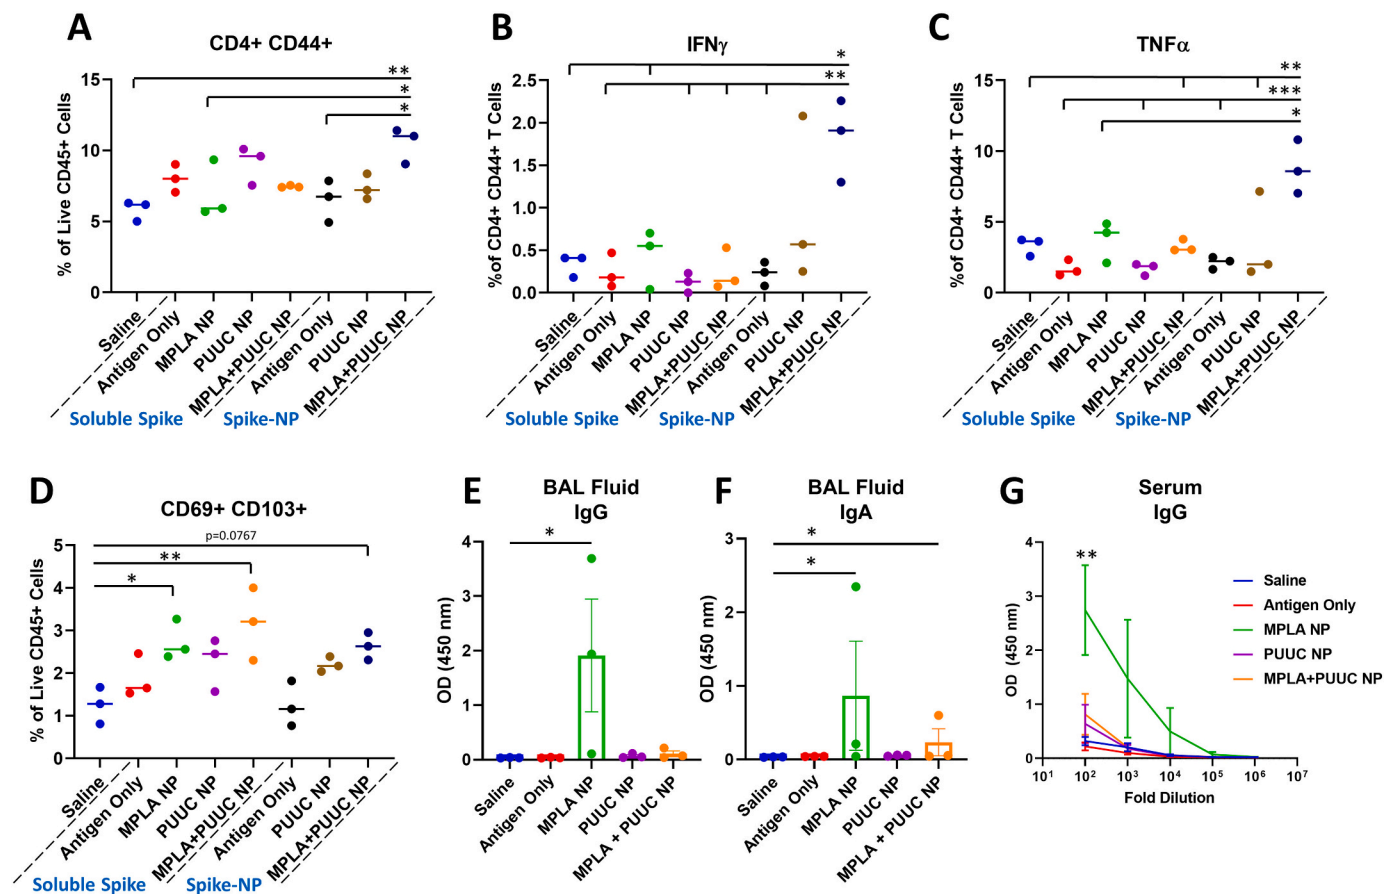 A
CD4+ CD44+
% of Live CD45+ Cells
15
10
5
0
**
*
*
Saline
Antigen Only
MPLA NP
PUUC NP
MPLA+PUUC NP
Antigen Only
PUUC NP
MPLA+PUUC NP
Soluble Spike
Spike-NP
B
IFNγ
%of CD4+ CD44+ T Cells
2.5
2.0
1.5
1.0
0.5
0.0
*
**
Saline
Antigen Only
MPLA NP
PUUC NP
MPLA+PUUC NP
Antigen Only
PUUC NP
MPLA+PUUC NP
Soluble Spike
Spike-NP
C
TNFα
%of CD4+ CD44+ T Cells
15
10
5
0
**
***
*
Saline
Antigen Only
MPLA NP
PUUC NP
MPLA+PUUC NP
Antigen Only
PUUC NP
MPLA+PUUC NP
Soluble Spike
Spike-NP
D
CD69+ CD103+
% of Live CD45+ Cells
5
4
3
2
1
0
p=0.0767
**
*
Saline
Antigen Only
MPLA NP
PUUC NP
MPLA+PUUC NP
Antigen Only
PUUC NP
MPLA+PUUC NP
Soluble Spike
Spike-NP
E
BAL Fluid
IgG
OD (450 nm)
4
3
2
1
0
*
Saline
Antigen Only
MPLA NP
PUUC NP
MPLA + PUUC NP
F
BAL Fluid
IgA
OD (450 nm)
3
2
1
0
*
*
Saline
Antigen Only
MPLA NP
PUUC NP
MPLA + PUUC NP
G
Serum
IgG
OD (450 nm)
4
3
2
1
0
**
10¹ 10² 10³ 10⁴ 10⁵ 10⁶ 10⁷
Fold Dilution
Saline
Antigen Only
MPLA NP
PUUC NP
MPLA+PUUC NP